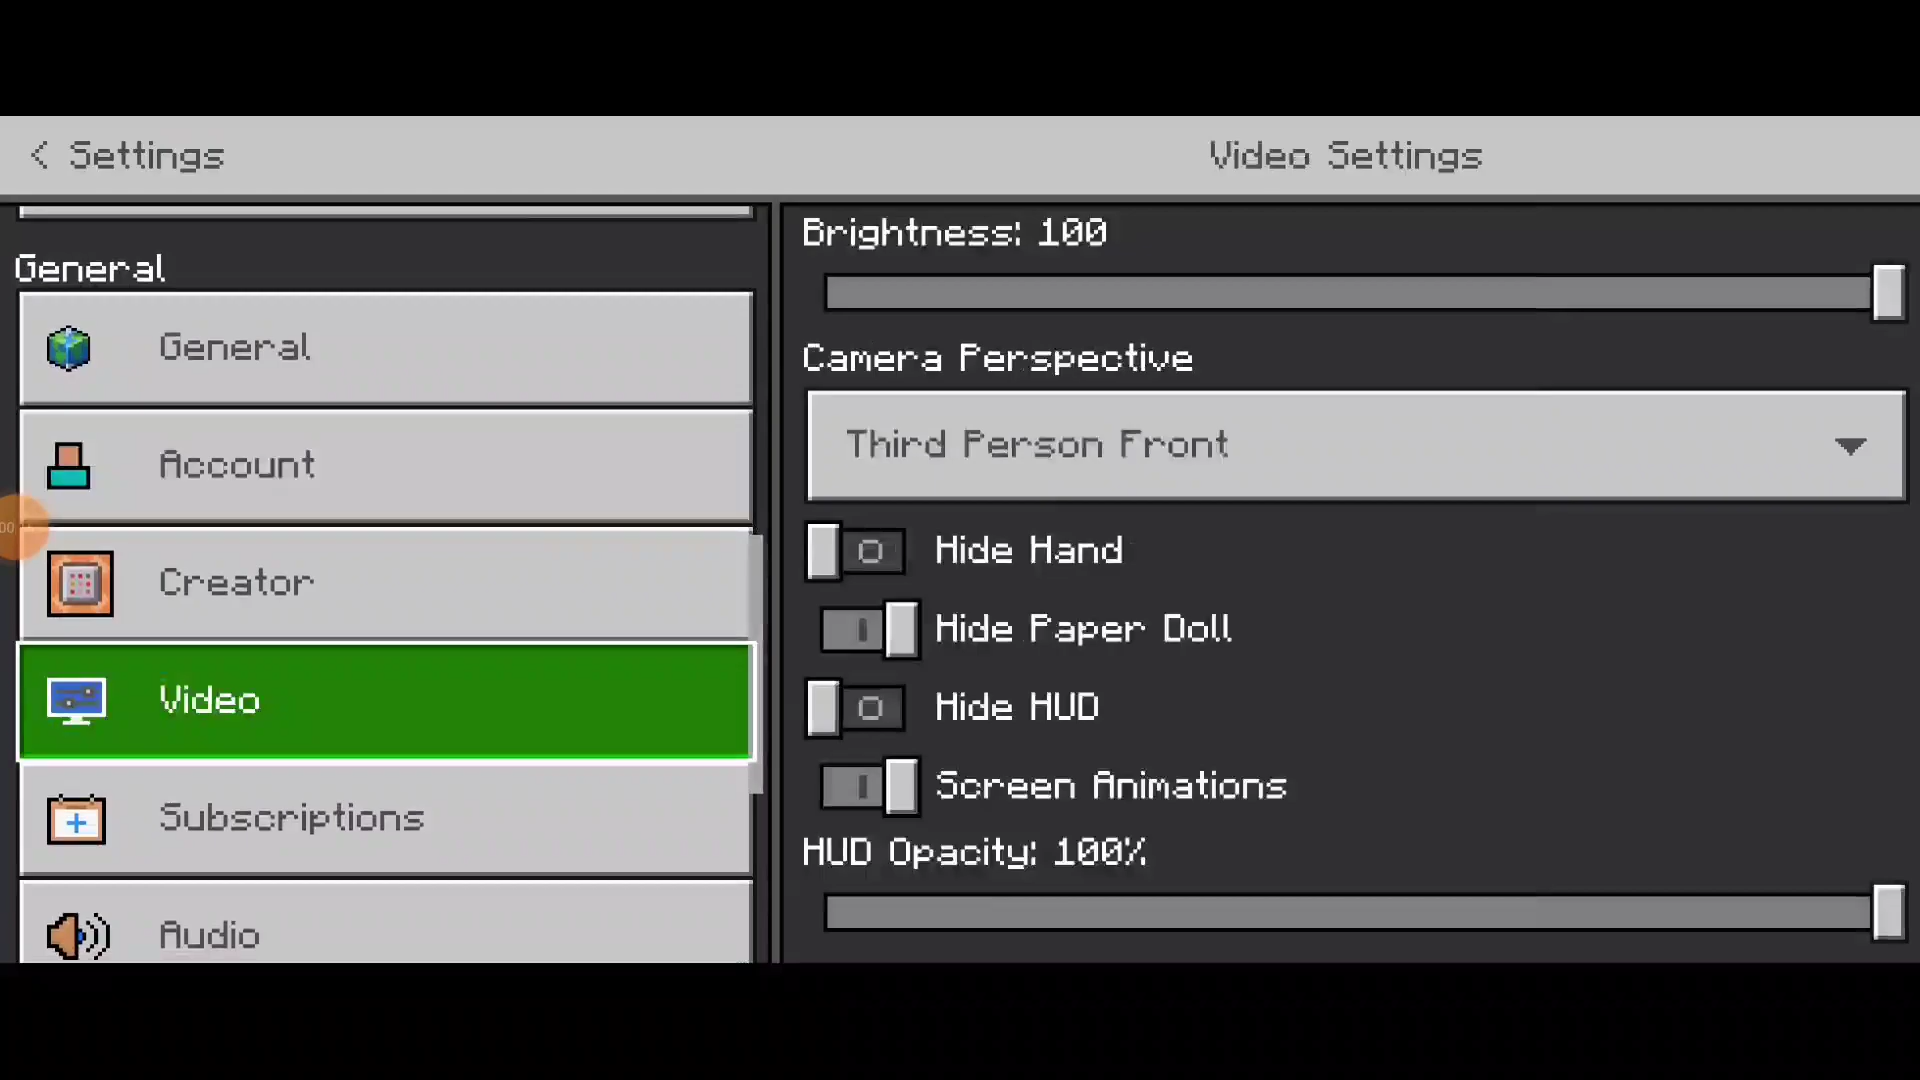 Settings
Video Settings
General
General
Account
Creator
Video
Subscriptions
Audio
Brightness: 100
Camera Perspective
Third Person Front
Hide Hand
Hide Paper Doll
Hide HUD
Screen Animations
HUD Opacity: 100%